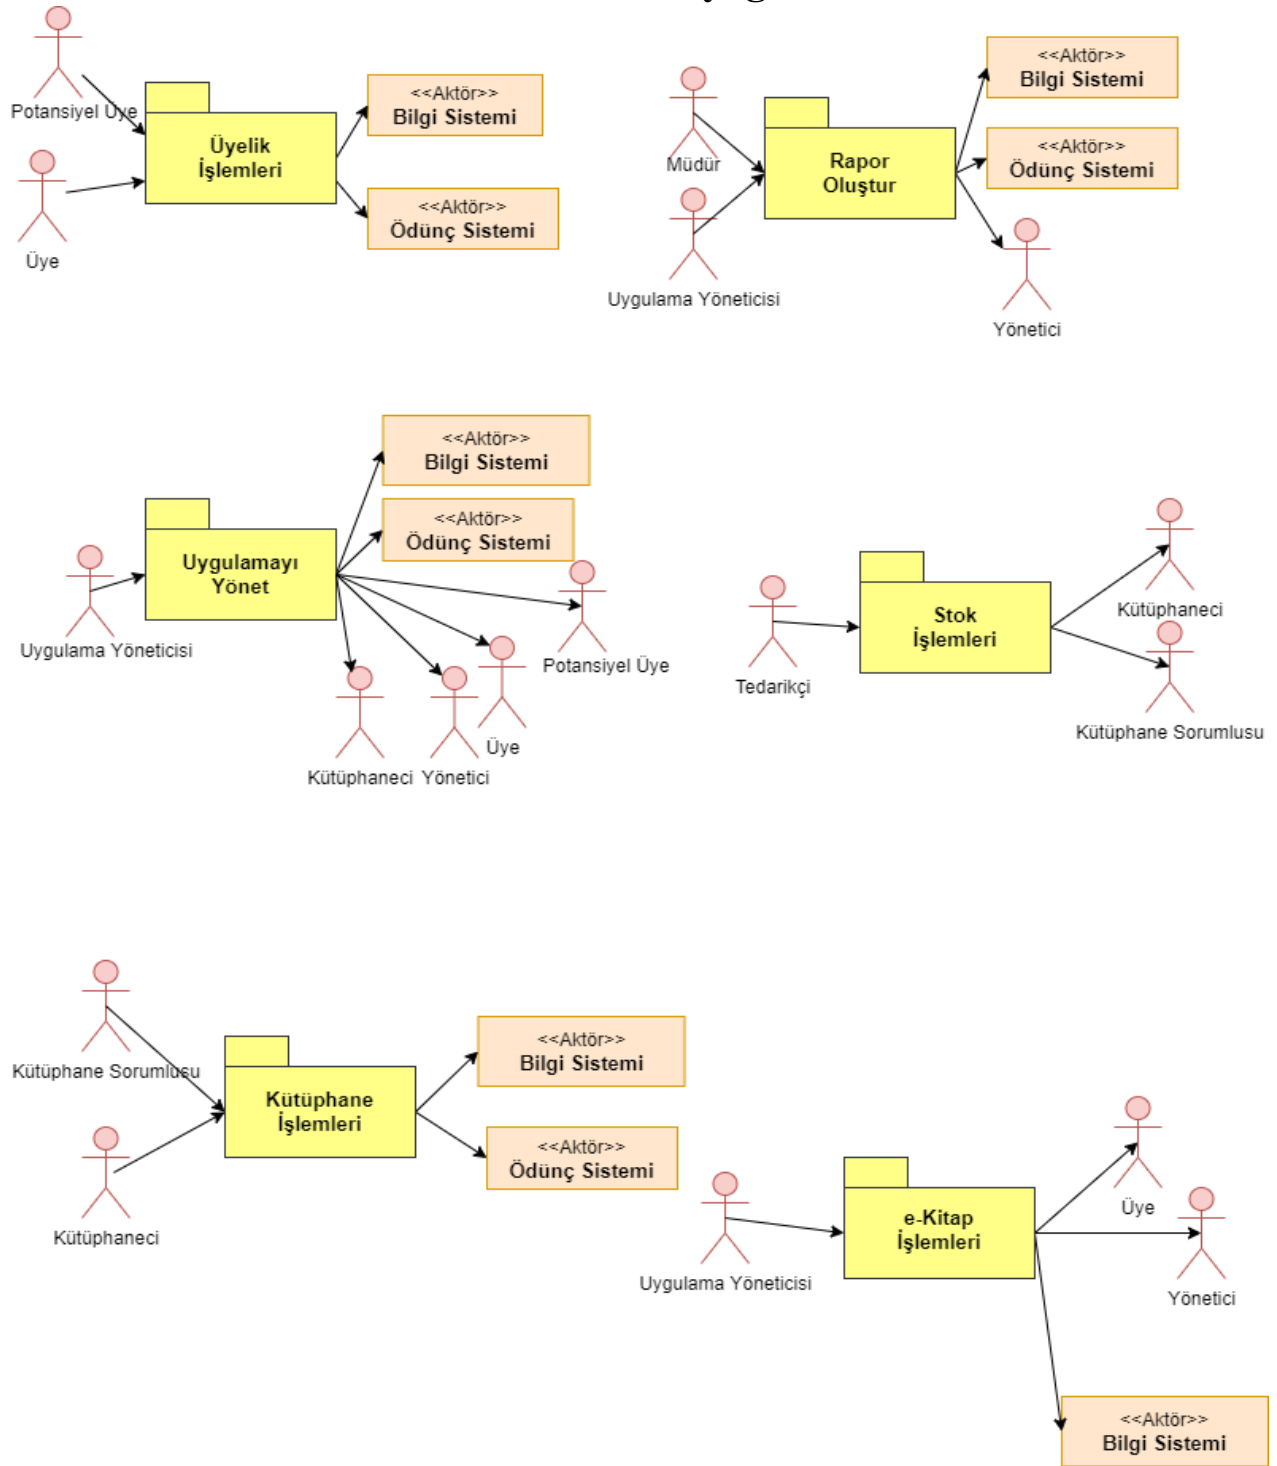 Potansiyel Üye
Üye
Üyelik
İşlemleri
<<Aktör>>
Bilgi Sistemi
<<Aktör>>
Ödünç Sistemi
Müdür
Uygulama Yöneticisi
Rapor
Oluştur
<<Aktör>>
Bilgi Sistemi
<<Aktör>>
Ödünç Sistemi
Yönetici
Uygulama Yöneticisi
Uygulamayı
Yönet
<<Aktör>>
Bilgi Sistemi
<<Aktör>>
Ödünç Sistemi
Potansiyel Üye
Üye
Kütüphaneci
Yönetici
Tedarikçi
Stok
İşlemleri
Kütüphaneci
Kütüphane Sorumlusu
Kütüphane Sorumlusu
Kütüphaneci
Kütüphane
İşlemleri
<<Aktör>>
Bilgi Sistemi
<<Aktör>>
Ödünç Sistemi
Uygulama Yöneticisi
e-Kitap
İşlemleri
Üye
Yönetici
<<Aktör>>
Bilgi Sistemi